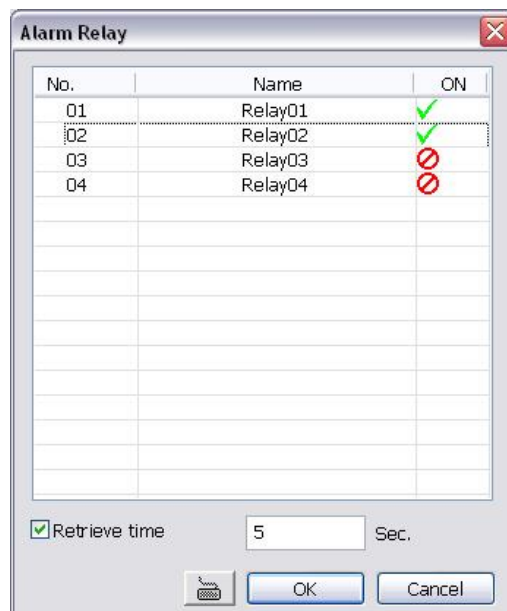 Alarm Relay
No. Name ON
01 Relay01
02 Relay02
03 Relay03
04 Relay04
Retrieve time 5 Sec.
OK Cancel